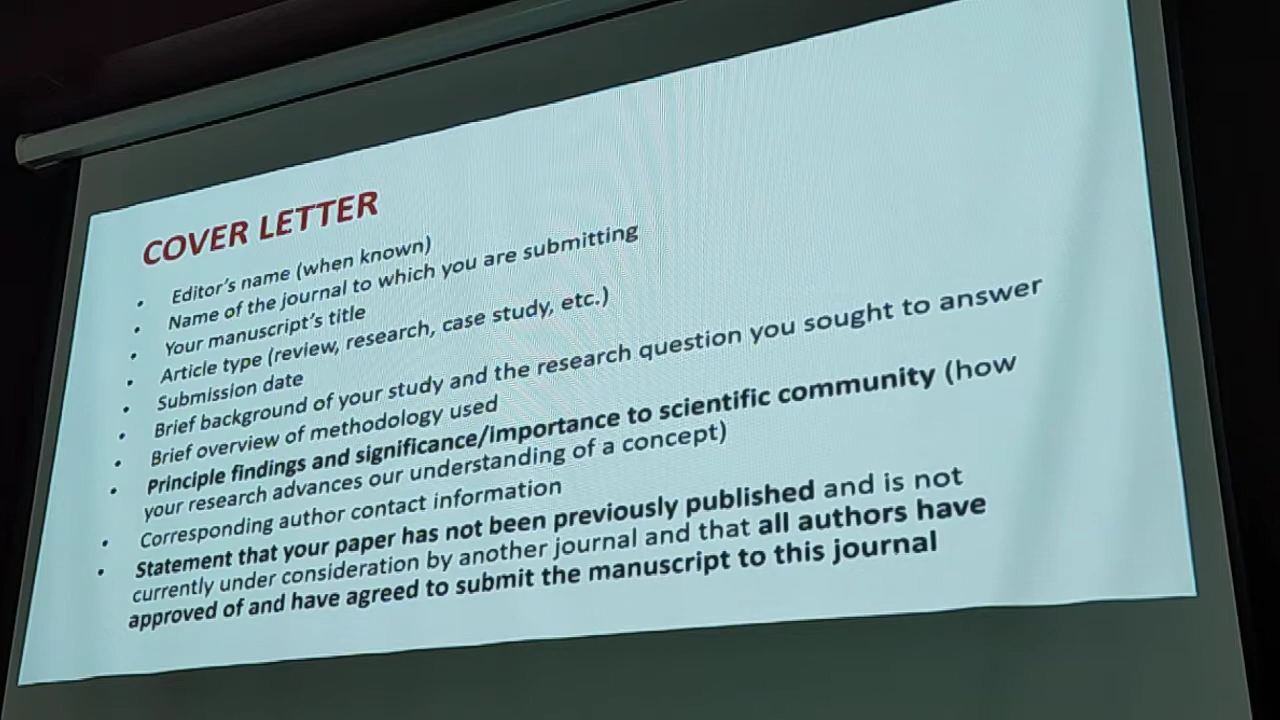 COVER LETTER
• Editor's name (when known)
• Name of the journal to which you are submitting
• Your manuscript's title
• Article type (review, research, case study, etc.)
• Submission date
• Brief background of your study and the research question you sought to answer
• Brief overview of methodology used
• Principle findings and significance/importance to scientific community (how
your research advances our understanding of a concept)
• Corresponding author contact information
• Statement that your paper has not been previously published and is not
currently under consideration by another journal and that all authors have
approved of and have agreed to submit the manuscript to this journal